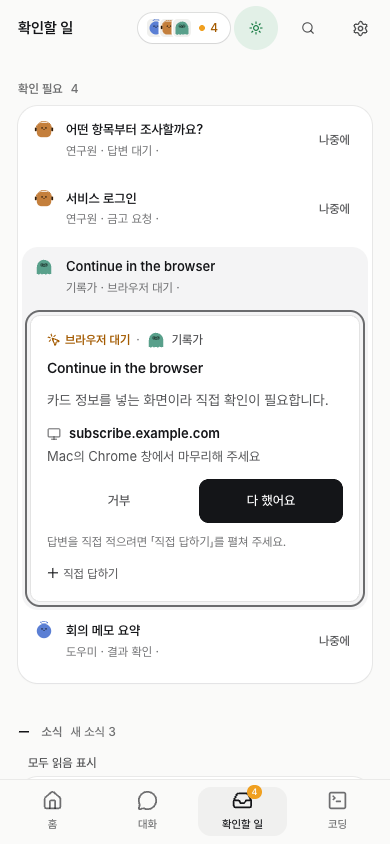 확인할 일
4
확인 필요 4
어떤 항목부터 조사할까요?
연구원 · 답변 대기 ·
나중에
서비스 로그인
연구원 · 금고 요청 ·
나중에
Continue in the browser
기록가 · 브라우저 대기 ·
브라우저 대기 · 기록가
Continue in the browser
카드 정보를 넣는 화면이라 직접 확인이 필요합니다.
subscribe.example.com
Mac의 Chrome 창에서 마무리해 주세요
거부
다 했어요
답변을 직접 적으려면 「직접 답하기」를 펼쳐 주세요.
직접 답하기
회의 메모 요약
도우미 · 결과 확인 ·
나중에
소식 새 소식 3
모두 읽음 표시
4
홈
대화
확인할 일
코딩